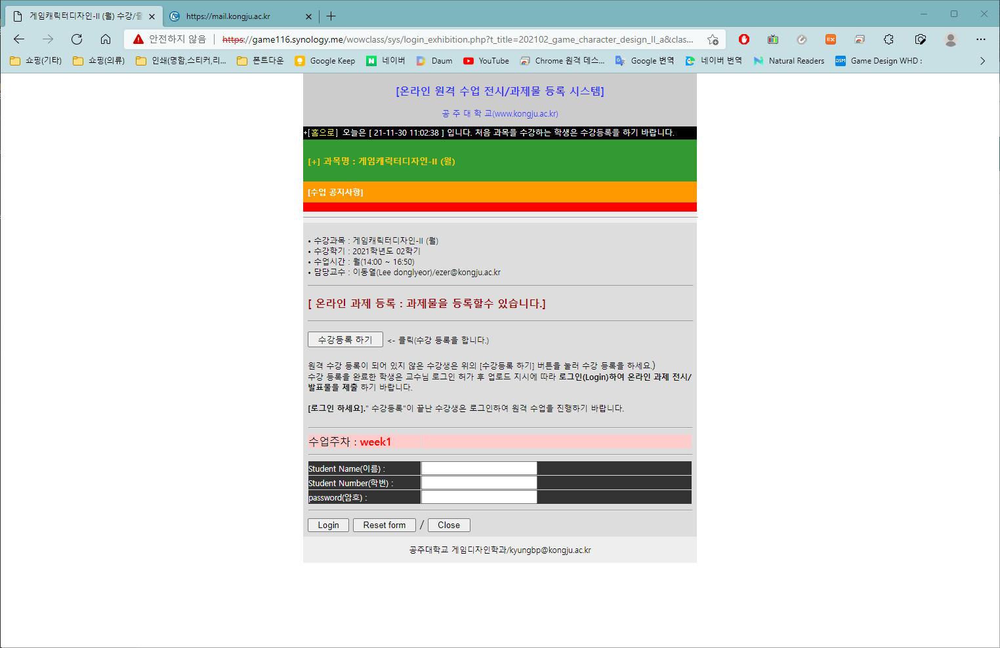 게임캐릭터디자인-II (월) 수강/출
https://mail.kongju.ac.kr
안전하지 않음
https://game116.synology.me/wowclass/sys/login_exhibition.php?t_title=202102_game_character_design_II_a&clas...
쇼핑(기타) 쇼핑(의류) 인쇄(명함,스티커,리... 폰트다운 Google Keep 네이버 Daum YouTube Chrome 원격 데스... Google 번역 네이버 번역 Natural Readers Game Design WHD :
[온라인 원격 수업 전시/과제물 등록 시스템]
공 주 대 학 교(www.kongju.ac.kr)
+[홈으로] 오늘은 [ 21-11-30 11:02:38 ] 입니다. 처음 과목을 수강하는 학생은 수강등록을 하기 바랍니다.
[+] 과목명 : 게임캐릭터디자인-II (월)
[수업 공지사항]
• 수강과목 : 게임캐릭터디자인-II (월)
• 수강학기 : 2021학년도 02학기
• 수업시간 : 월(14:00 ~ 16:50)
• 담당교수 : 이동열(Lee donglyeor)/ezer@kongju.ac.kr
[ 온라인 과제 등록 : 과제물을 등록할수 있습니다.]
수강등록 하기 <- 클릭(수강 등록을 합니다.)
원격 수강 등록이 되어 있지 않은 수강생은 위의 [수강등록 하기] 버튼을 눌러 수강 등록을 하세요.)
수강 등록을 완료한 학생은 교수님 로그인 허가 후 업로드 지시에 따라 로그인(Login)하여 온라인 과제 전시/
발표물을 제출 하기 바랍니다.
[로그인 하세요]." 수강등록"이 끝난 수강생은 로그인하여 원격 수업을 진행하기 바랍니다.
수업주차 : week1
Student Name(이름) :
Student Number(학번) :
password(암호) :
Login Reset form / Close
공주대학교 게임디자인학과/kyungbp@kongju.ac.kr